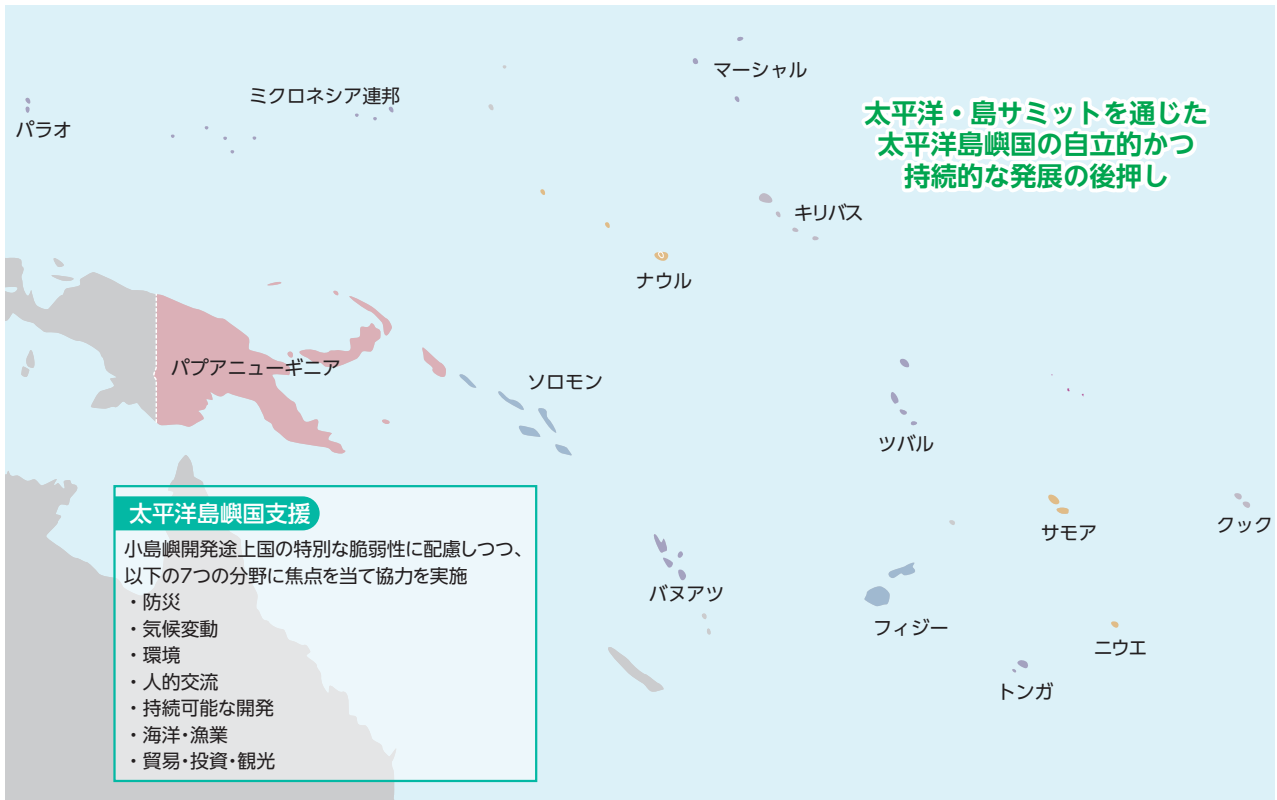 マーシャル
ミクロネシア連邦
パラオ
太平洋・島サミットを通じた
太平洋島嶼国の自立的かつ
持続的な発展の後押し
キリバス
ナウル
パプアニューギニア
ソロモン
ツバル
サモア
クック
バヌアツ
フィジー
ニウエ
トンガ
太平洋島嶼国支援
小島嶼開発途上国の特別な脆弱性に配慮しつつ、
以下の7つの分野に焦点を当て協力を実施
・防災
・気候変動
・環境
・人的交流
・持続可能な開発
・海洋・漁業
・貿易・投資・観光